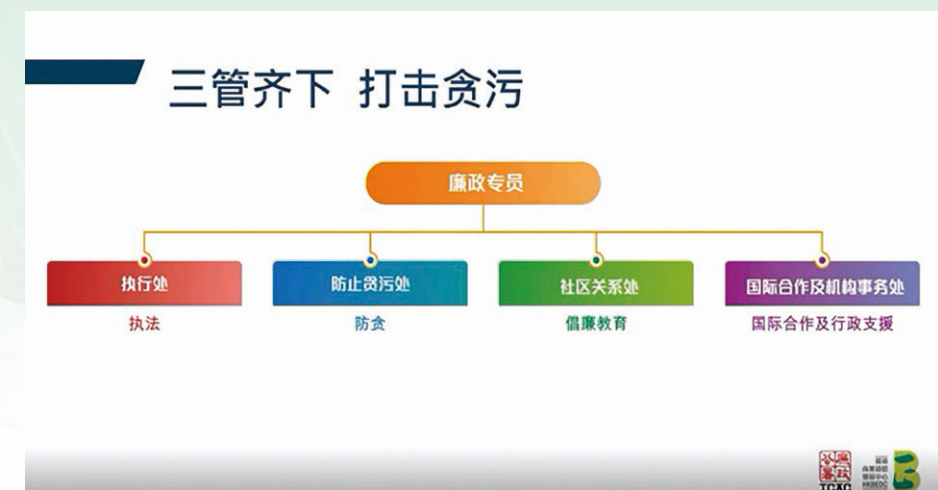 三管齐下 打击贪污
廉政专员
执行处
防止贪污处
社区关系处
国际合作及机构事务处
执法
防贪
倡廉教育
国际合作及行政支援
ICAC
HKBEDC